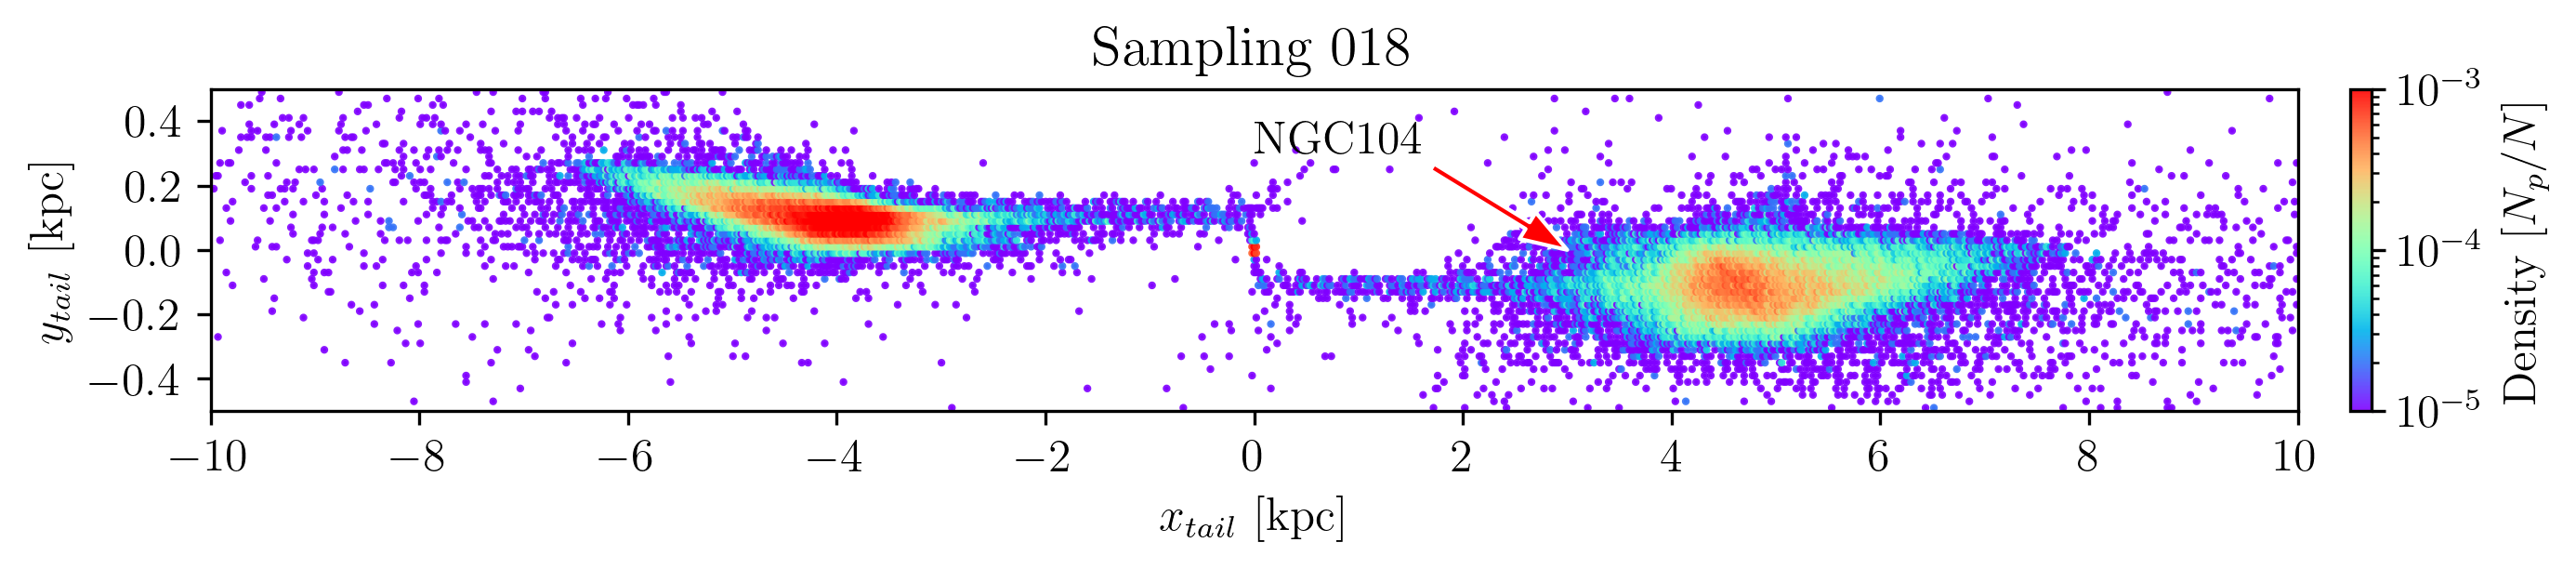 Sampling 018
NGC104
0.4
0.2
0.0
−0.2
−0.4
y_tail [kpc]
−10 −8 −6 −4 −2 0 2 4 6 8 10
x_tail [kpc]
10⁻³
10⁻⁴
10⁻⁵
Density [N_p/N]